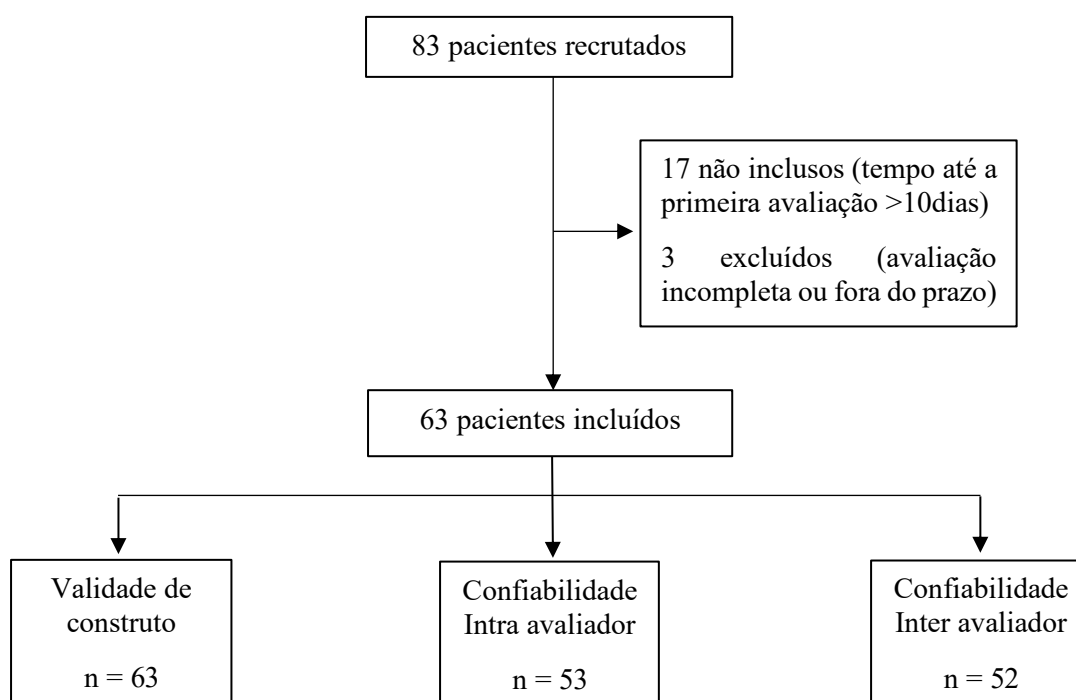 83 pacientes recrutados
17 não inclusos (tempo até a
primeira avaliação >10dias)
3 excluídos (avaliação
incompleta ou fora do prazo)
63 pacientes incluídos
Validade de
construto
n = 63
Confiabilidade
Intra avaliador
n = 53
Confiabilidade
Inter avaliador
n = 52